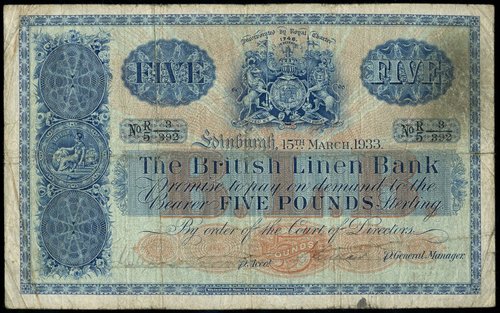 Incorporated by Royal Charter
1746
FIVE FIVE
No R/5 3/392 No R/5 3/392
Edinburgh, 15TH MARCH, 1933.
The British Linen Bank
Promise to pay on demand to the
Bearer FIVE POUNDS Sterling
By order of the Court of Directors.
P. Acct. P. General Manager